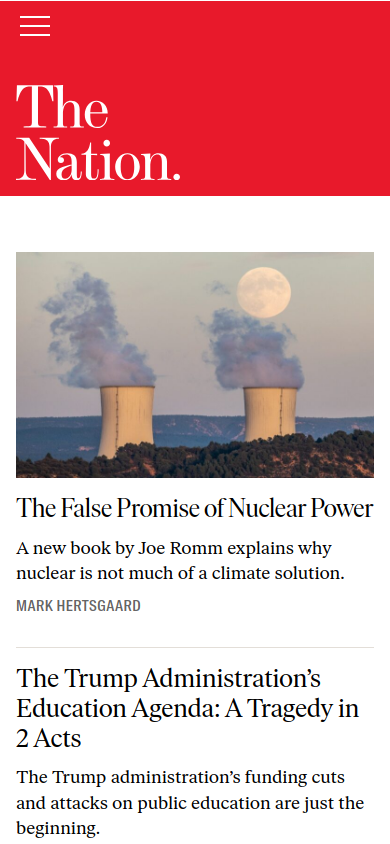 The
Nation.
The False Promise of Nuclear Power
A new book by Joe Romm explains why
nuclear is not much of a climate solution.
MARK HERTSGAARD
The Trump Administration’s
Education Agenda: A Tragedy in
2 Acts
The Trump administration’s funding cuts
and attacks on public education are just the
beginning.